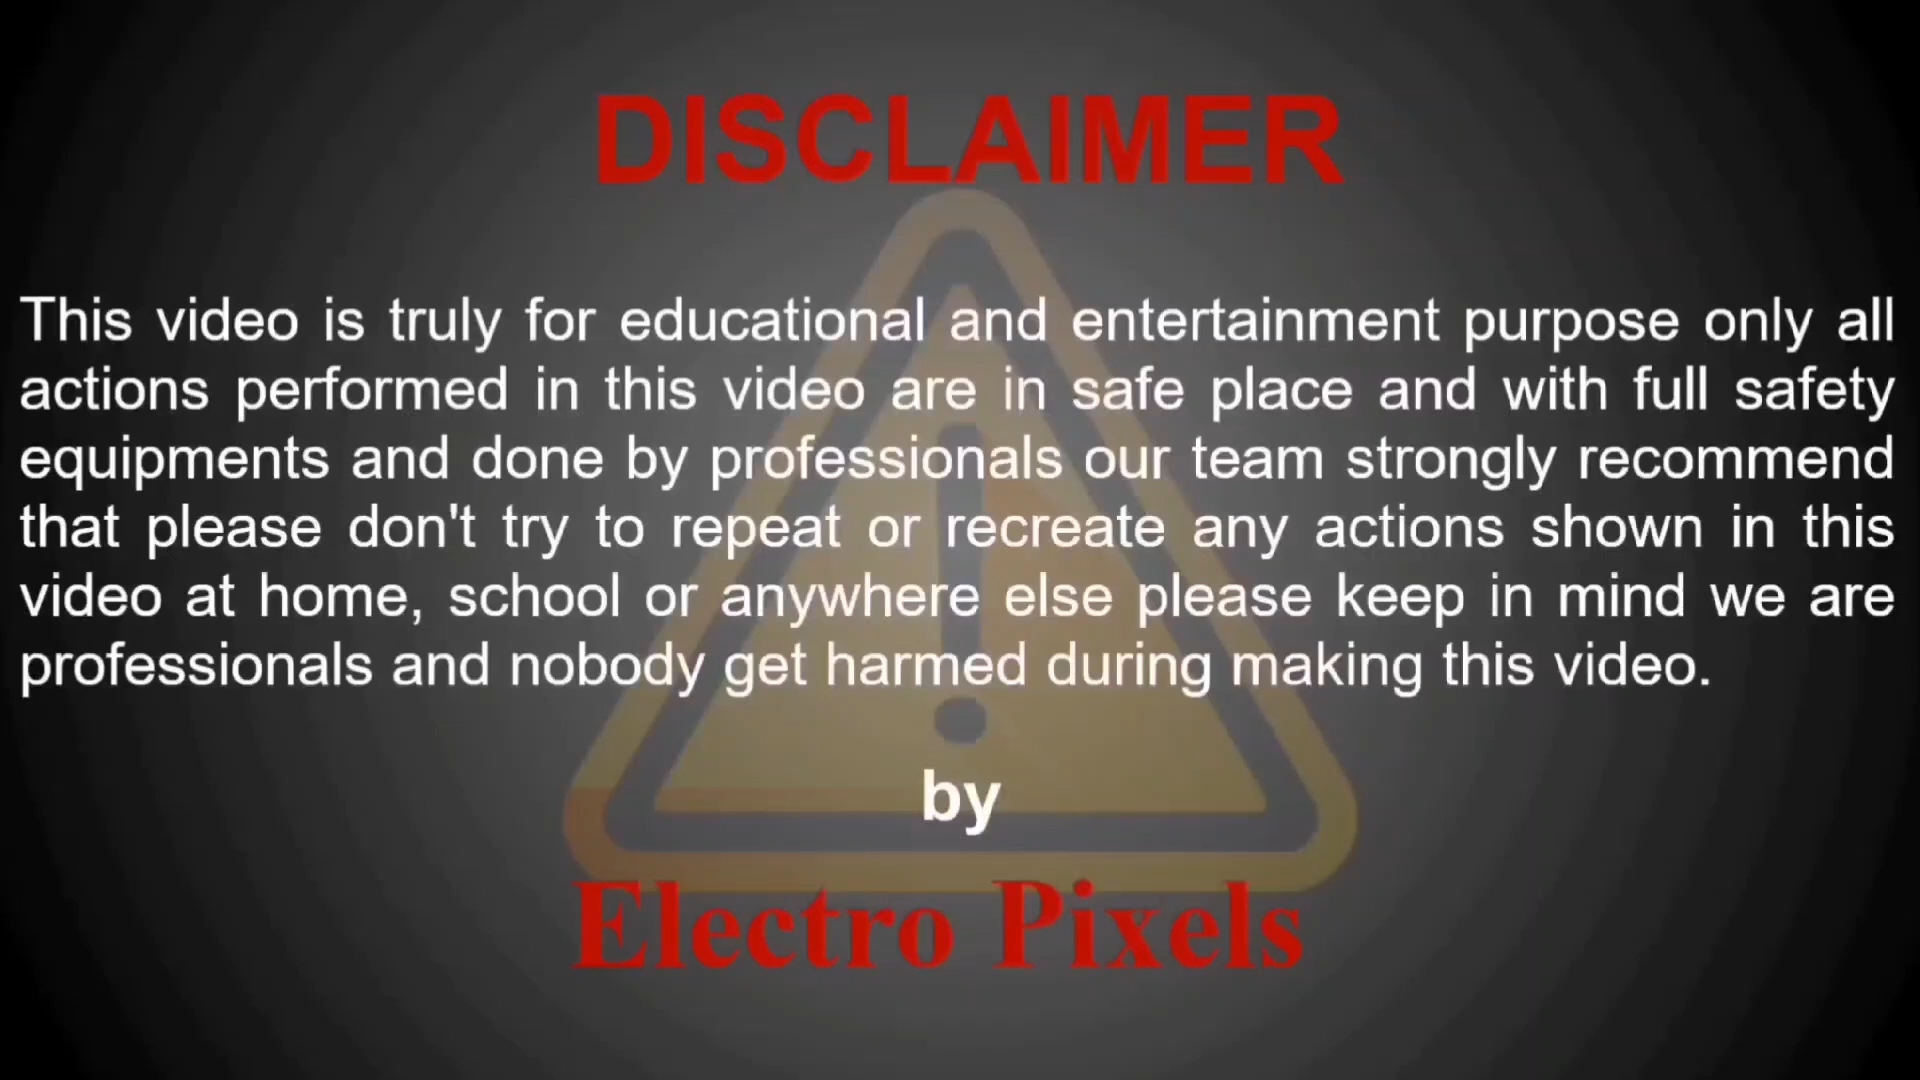 DISCLAIMER
This video is truly for educational and entertainment purpose only all
actions performed in this video are in safe place and with full safety
equipments and done by professionals our team strongly recommend
that please don't try to repeat or recreate any actions shown in this
video at home, school or anywhere else please keep in mind we are
professionals and nobody get harmed during making this video.
by
Electro Pixels